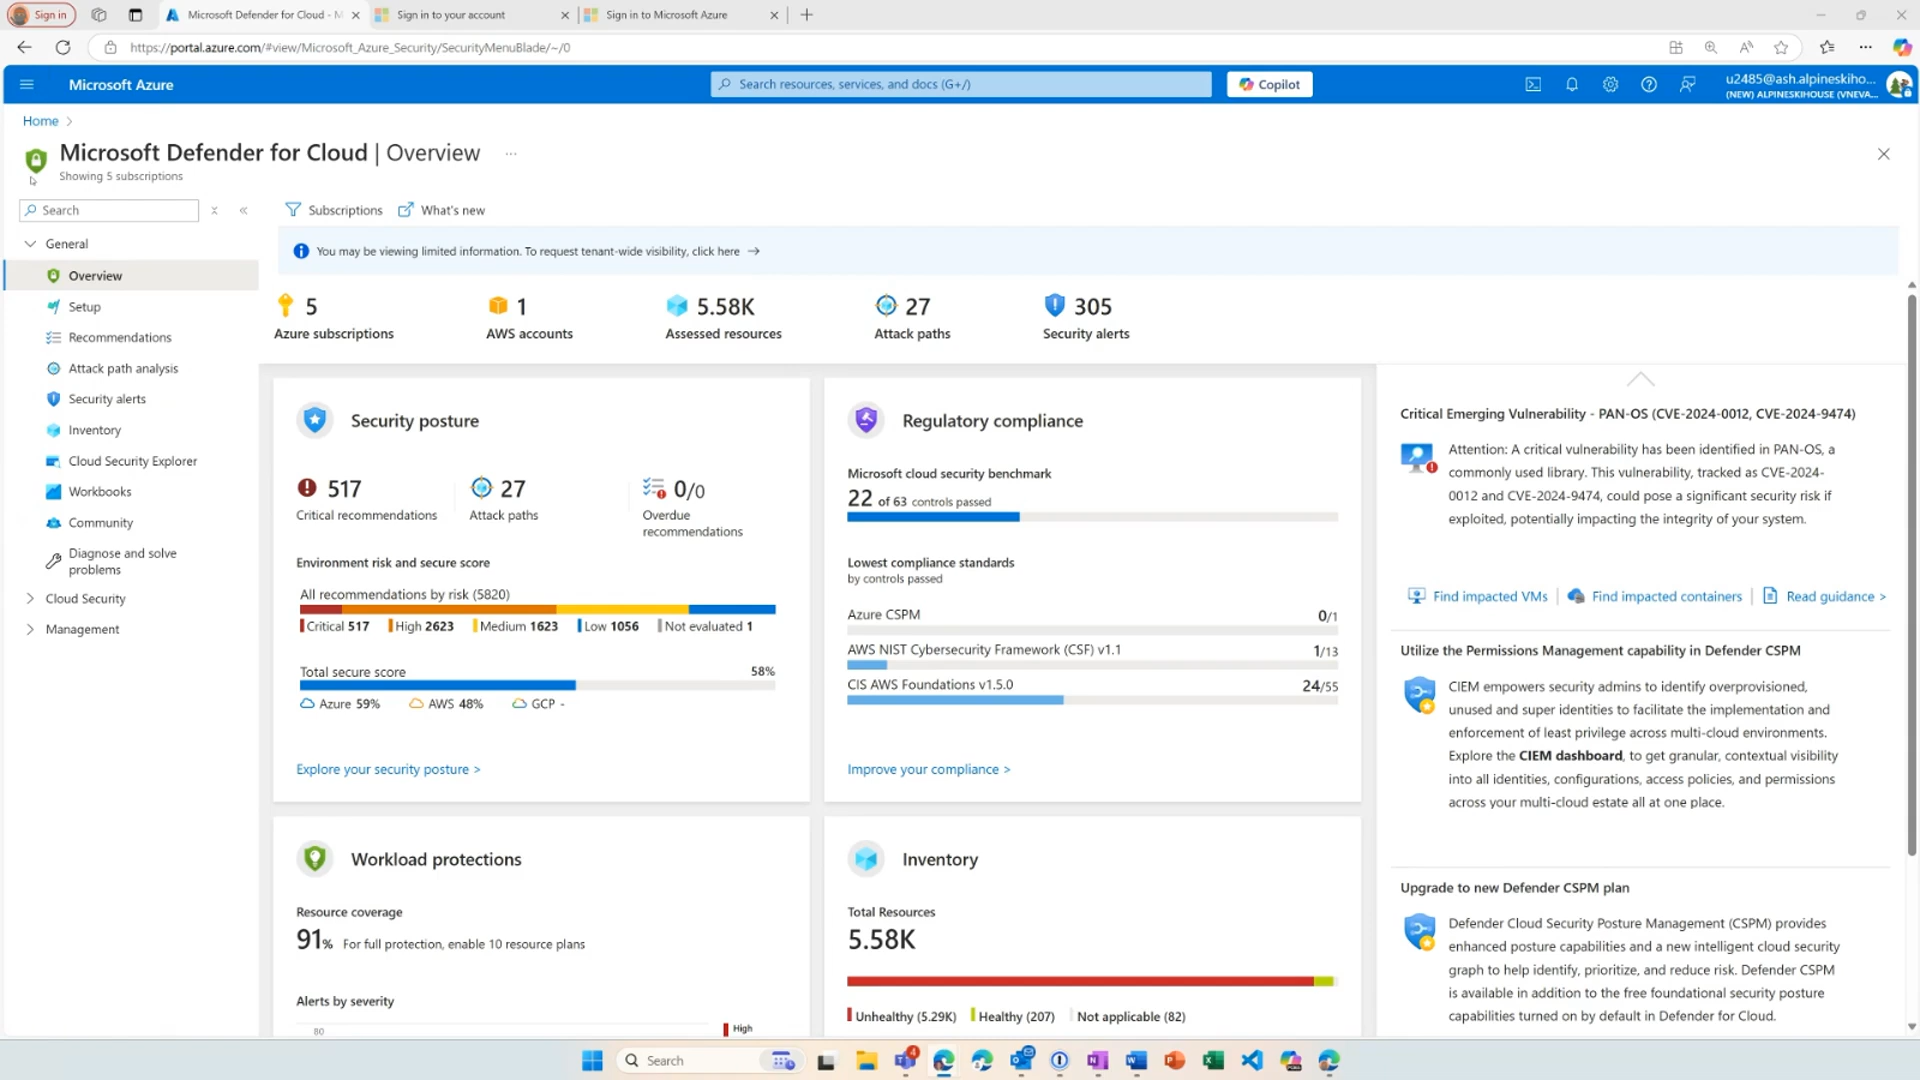 Sign in
Microsoft Defender for Cloud - M
Sign in to your account
Sign in to Microsoft Azure
https://portal.azure.com/#view/Microsoft_Azure_Security/SecurityMenuBlade/~/0
Microsoft Azure
Search resources, services, and docs (G+/)
Copilot
u2485@ash.alpineskiho...
(NEW) ALPINESKIHOUSE (VNEVA...
Home
Microsoft Defender for Cloud | Overview
Showing 5 subscriptions
Search
Subscriptions
What's new
General
Overview
Setup
Recommendations
Attack path analysis
Security alerts
Inventory
Cloud Security Explorer
Workbooks
Community
Diagnose and solve
problems
Cloud Security
Management
You may be viewing limited information. To request tenant-wide visibility, click here →
5
Azure subscriptions
1
AWS accounts
5.58K
Assessed resources
27
Attack paths
305
Security alerts
Security posture
517
Critical recommendations
27
Attack paths
0/0
Overdue
recommendations
Environment risk and secure score
All recommendations by risk (5820)
Critical 517
High 2623
Medium 1623
Low 1056
Not evaluated 1
Total secure score
58%
Azure 59%
AWS 48%
GCP -
Explore your security posture >
Regulatory compliance
Microsoft cloud security benchmark
22 of 63 controls passed
Lowest compliance standards
by controls passed
Azure CSPM
0/1
AWS NIST Cybersecurity Framework (CSF) v1.1
1/13
CIS AWS Foundations v1.5.0
24/55
Improve your compliance >
Workload protections
Resource coverage
91% For full protection, enable 10 resource plans
Alerts by severity
80
High
Inventory
Total Resources
5.58K
Unhealthy (5.29K)
Healthy (207)
Not applicable (82)
Critical Emerging Vulnerability - PAN-OS (CVE-2024-0012, CVE-2024-9474)
Attention: A critical vulnerability has been identified in PAN-OS, a
commonly used library. This vulnerability, tracked as CVE-2024-
0012 and CVE-2024-9474, could pose a significant security risk if
exploited, potentially impacting the integrity of your system.
Find impacted VMs
Find impacted containers
Read guidance >
Utilize the Permissions Management capability in Defender CSPM
CIEM empowers security admins to identify overprovisioned,
unused and super identities to facilitate the implementation and
enforcement of least privilege across multi-cloud environments.
Explore the CIEM dashboard, to get granular, contextual visibility
into all identities, configurations, access policies, and permissions
across your multi-cloud estate all at one place.
Upgrade to new Defender CSPM plan
Defender Cloud Security Posture Management (CSPM) provides
enhanced posture capabilities and a new intelligent cloud security
graph to help identify, prioritize, and reduce risk. Defender CSPM
is available in addition to the free foundational security posture
capabilities turned on by default in Defender for Cloud.
Search
4